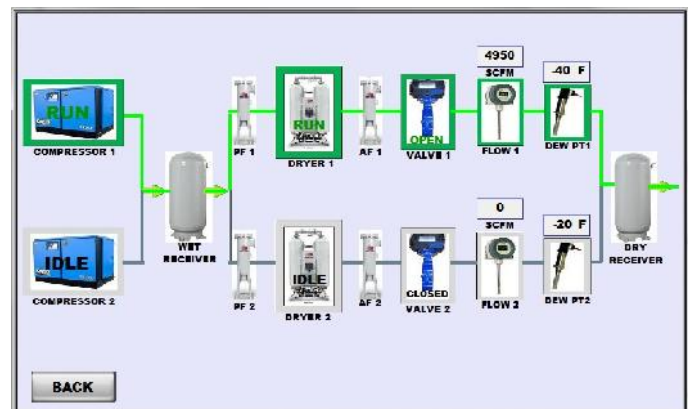 4950
SCFM
-40 F
RUN
COMPRESSOR 1
PF 1
RUN
DRYER 1
AF 1
OPEN
VALVE 1
FLOW 1
DEW PT1
WET
RECEIVER
DRY
RECEIVER
0
SCFM
-20 F
IDLE
COMPRESSOR 2
PF 2
IDLE
DRYER 2
AF 2
CLOSED
VALVE 2
FLOW 2
DEW PT2
BACK